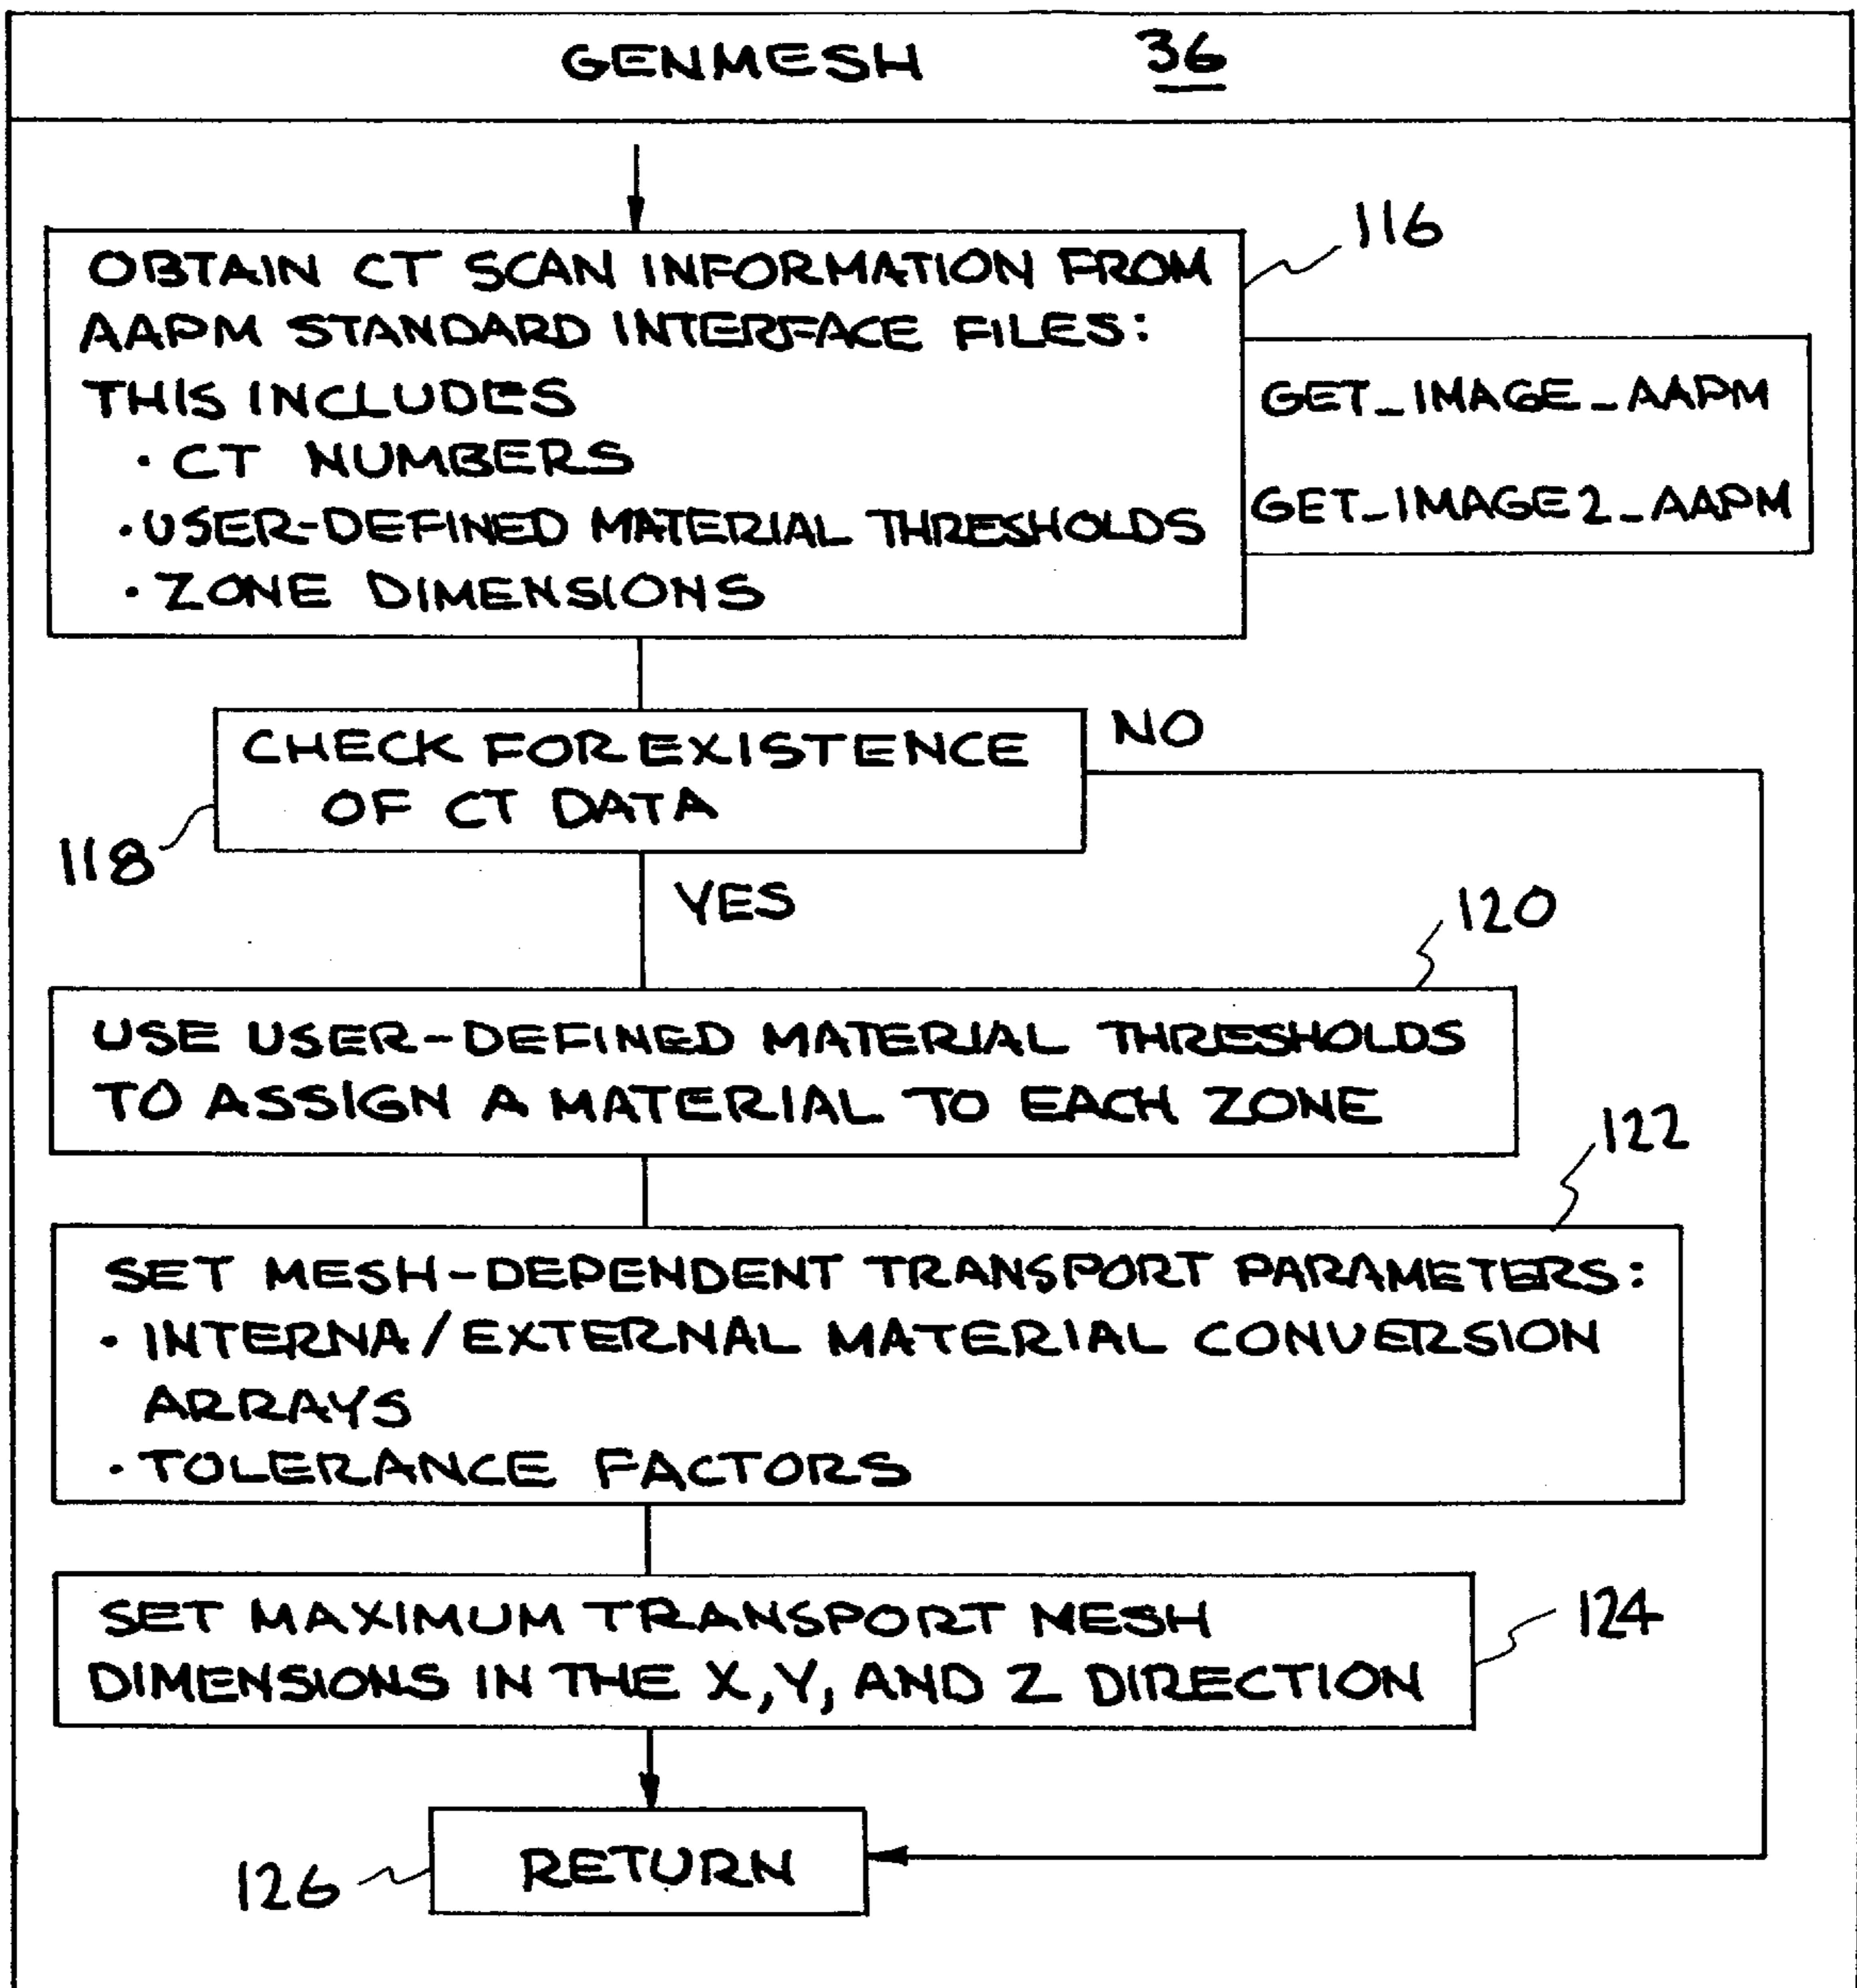 GENMESH 36
116
OBTAIN CT SCAN INFORMATION FROM
AAPM STANDARD INTERFACE FILES:
THIS INCLUDES
· CT NUMBERS
· USER-DEFINED MATERIAL THRESHOLDS
· ZONE DIMENSIONS
GET_IMAGE_AAPM
GET_IMAGE2_AAPM
CHECK FOR EXISTENCE
OF CT DATA
NO
118
YES
120
USE USER-DEFINED MATERIAL THRESHOLDS
TO ASSIGN A MATERIAL TO EACH ZONE
122
SET MESH-DEPENDENT TRANSPORT PARAMETERS:
· INTERNA/EXTERNAL MATERIAL CONVERSION
ARRAYS
· TOLERANCE FACTORS
SET MAXIMUM TRANSPORT MESH
DIMENSIONS IN THE X, Y, AND Z DIRECTION
124
RETURN
126